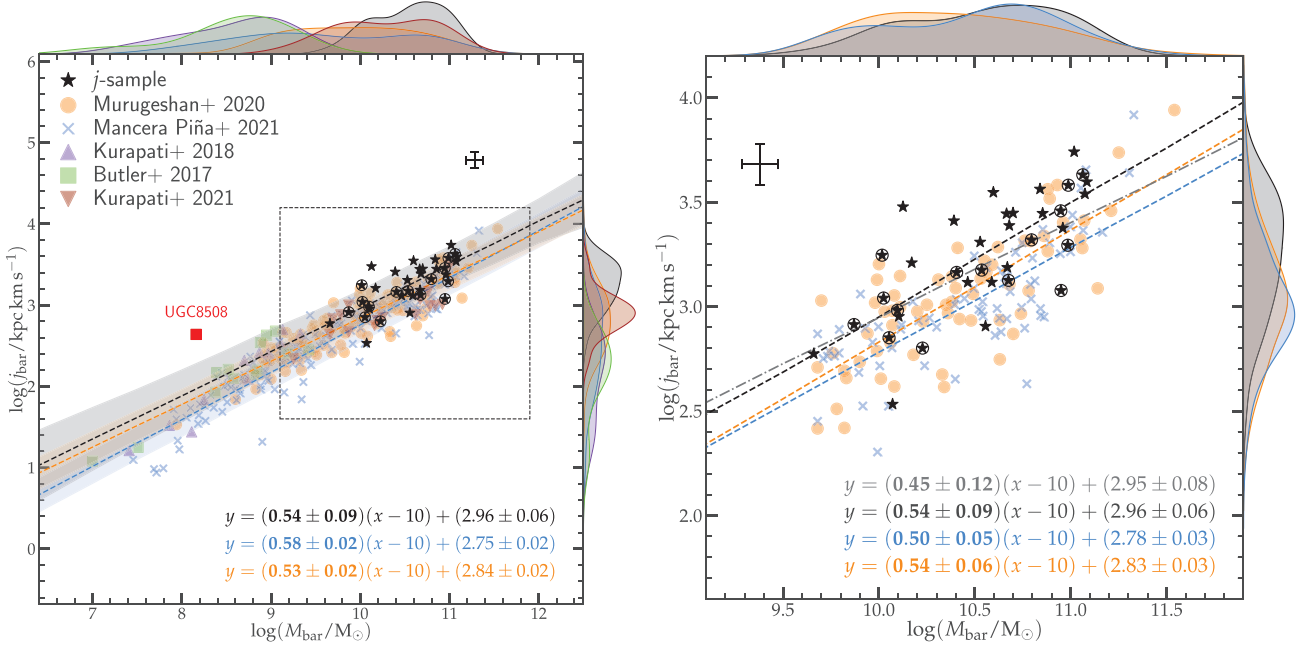 6
5
4
3
2
1
0
7
8
9
10
11
12
log(j_bar/kpc km s⁻¹)
log(M_bar/M_⊙)
j-sample
Murugeshan+ 2020
Mancera Piña+ 2021
Kurapati+ 2018
Butler+ 2017
Kurapati+ 2021
UGC8508
y = (0.54 ± 0.09)(x − 10) + (2.96 ± 0.06)
y = (0.58 ± 0.02)(x − 10) + (2.75 ± 0.02)
y = (0.53 ± 0.02)(x − 10) + (2.84 ± 0.02)
4.0
3.5
3.0
2.5
2.0
9.5
10.0
10.5
11.0
11.5
log(j_bar/kpc km s⁻¹)
log(M_bar/M_⊙)
y = (0.45 ± 0.12)(x − 10) + (2.95 ± 0.08)
y = (0.54 ± 0.09)(x − 10) + (2.96 ± 0.06)
y = (0.50 ± 0.05)(x − 10) + (2.78 ± 0.03)
y = (0.54 ± 0.06)(x − 10) + (2.83 ± 0.03)